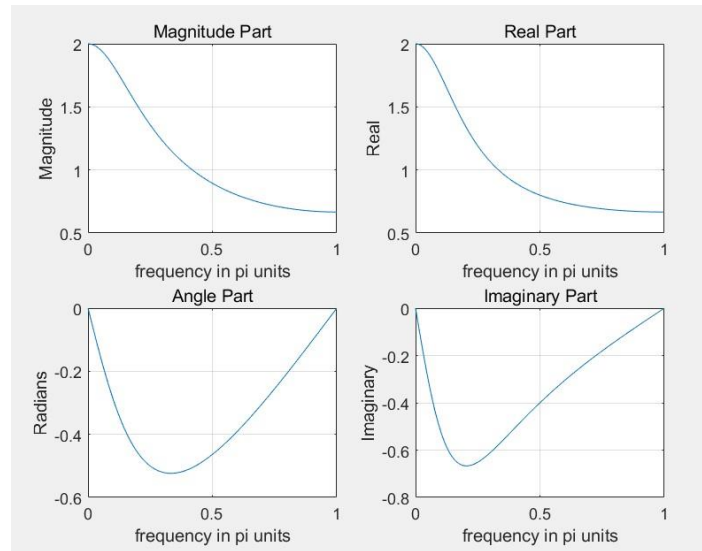 Magnitude Part
Magnitude
2
1.5
1
0.5
0
0.5
1
frequency in pi units
Real Part
Real
2
1.5
1
0.5
0
0.5
1
frequency in pi units
Angle Part
Radians
0
-0.2
-0.4
-0.6
0
0.5
1
frequency in pi units
Imaginary Part
Imaginary
0
-0.2
-0.4
-0.6
-0.8
0
0.5
1
frequency in pi units